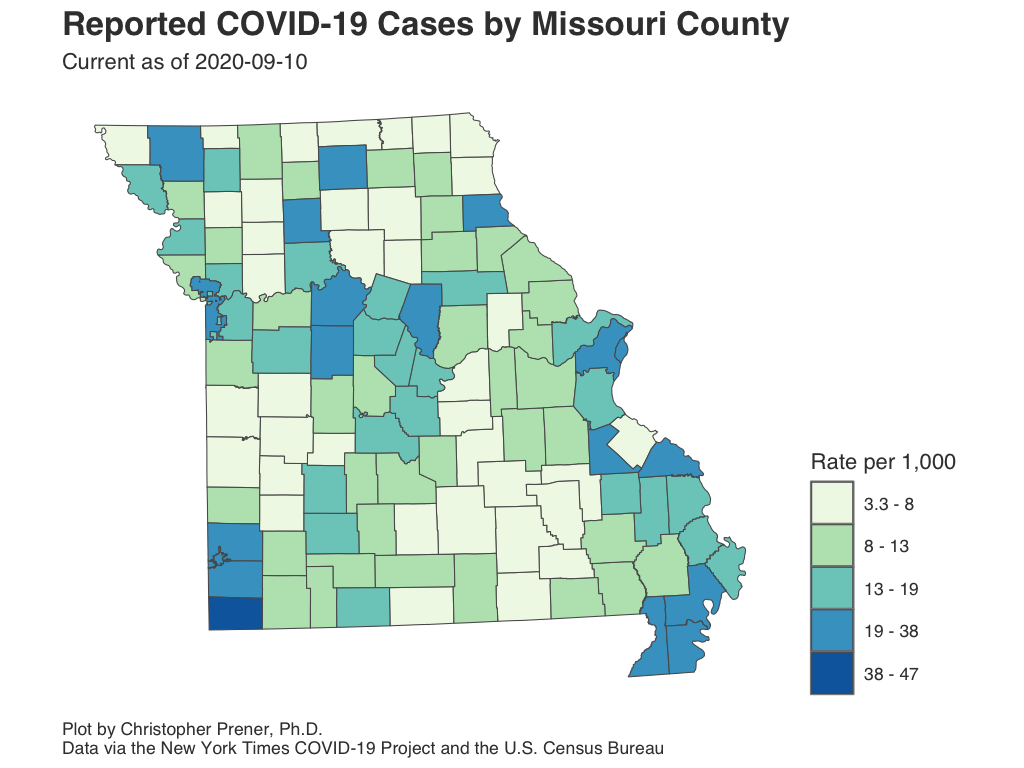 Reported COVID-19 Cases by Missouri County
Current as of 2020-09-10
Rate per 1,000
3.3 - 8
8 - 13
13 - 19
19 - 38
38 - 47
Plot by Christopher Prener, Ph.D.
Data via the New York Times COVID-19 Project and the U.S. Census Bureau